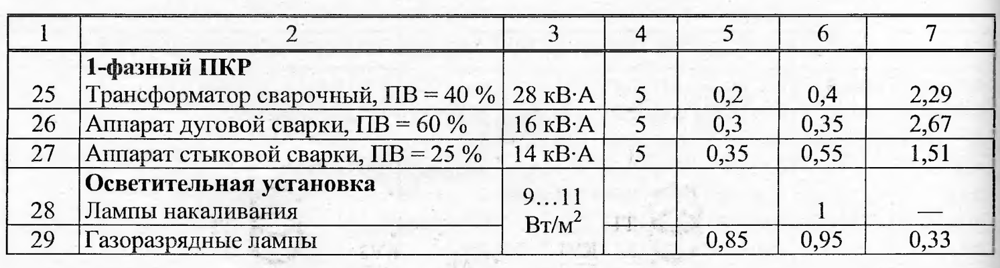 1 2 3 4 5 6 7
1-фазный ПКР
25 Трансформатор сварочный, ПВ = 40 % 28 кВ·А 5 0,2 0,4 2,29
26 Аппарат дуговой сварки, ПВ = 60 % 16 кВ·А 5 0,3 0,35 2,67
27 Аппарат стыковой сварки, ПВ = 25 % 14 кВ·А 5 0,35 0,55 1,51
Осветительная установка
28 Лампы накаливания 9...11 1 —
Вт/м²
29 Газоразрядные лампы 0,85 0,95 0,33